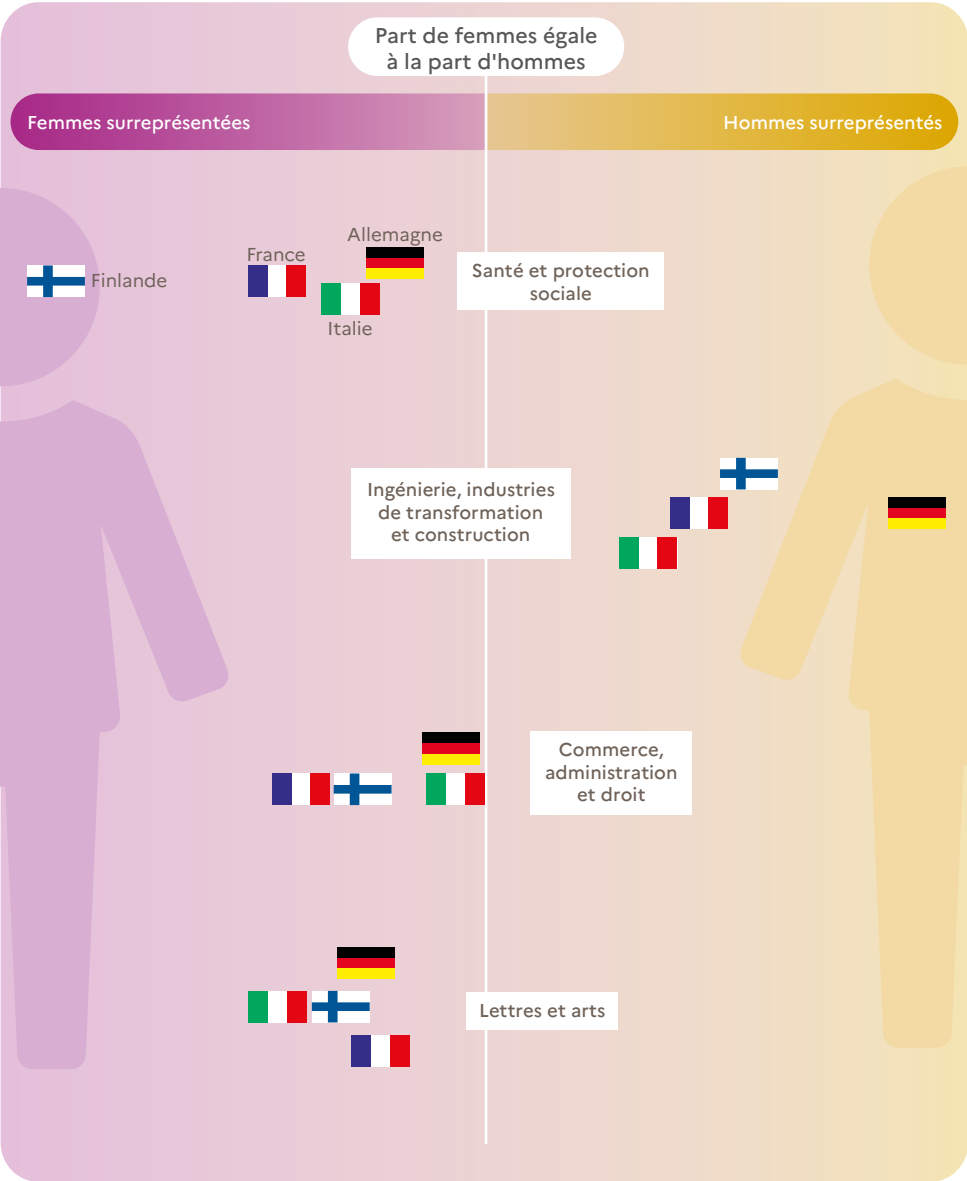 Part de femmes égale
à la part d'hommes
Femmes surreprésentées
Hommes surreprésentés
Allemagne
France
Finlande
Italie
Santé et protection
sociale
Ingénierie, industries
de transformation
et construction
Commerce,
administration
et droit
Lettres et arts